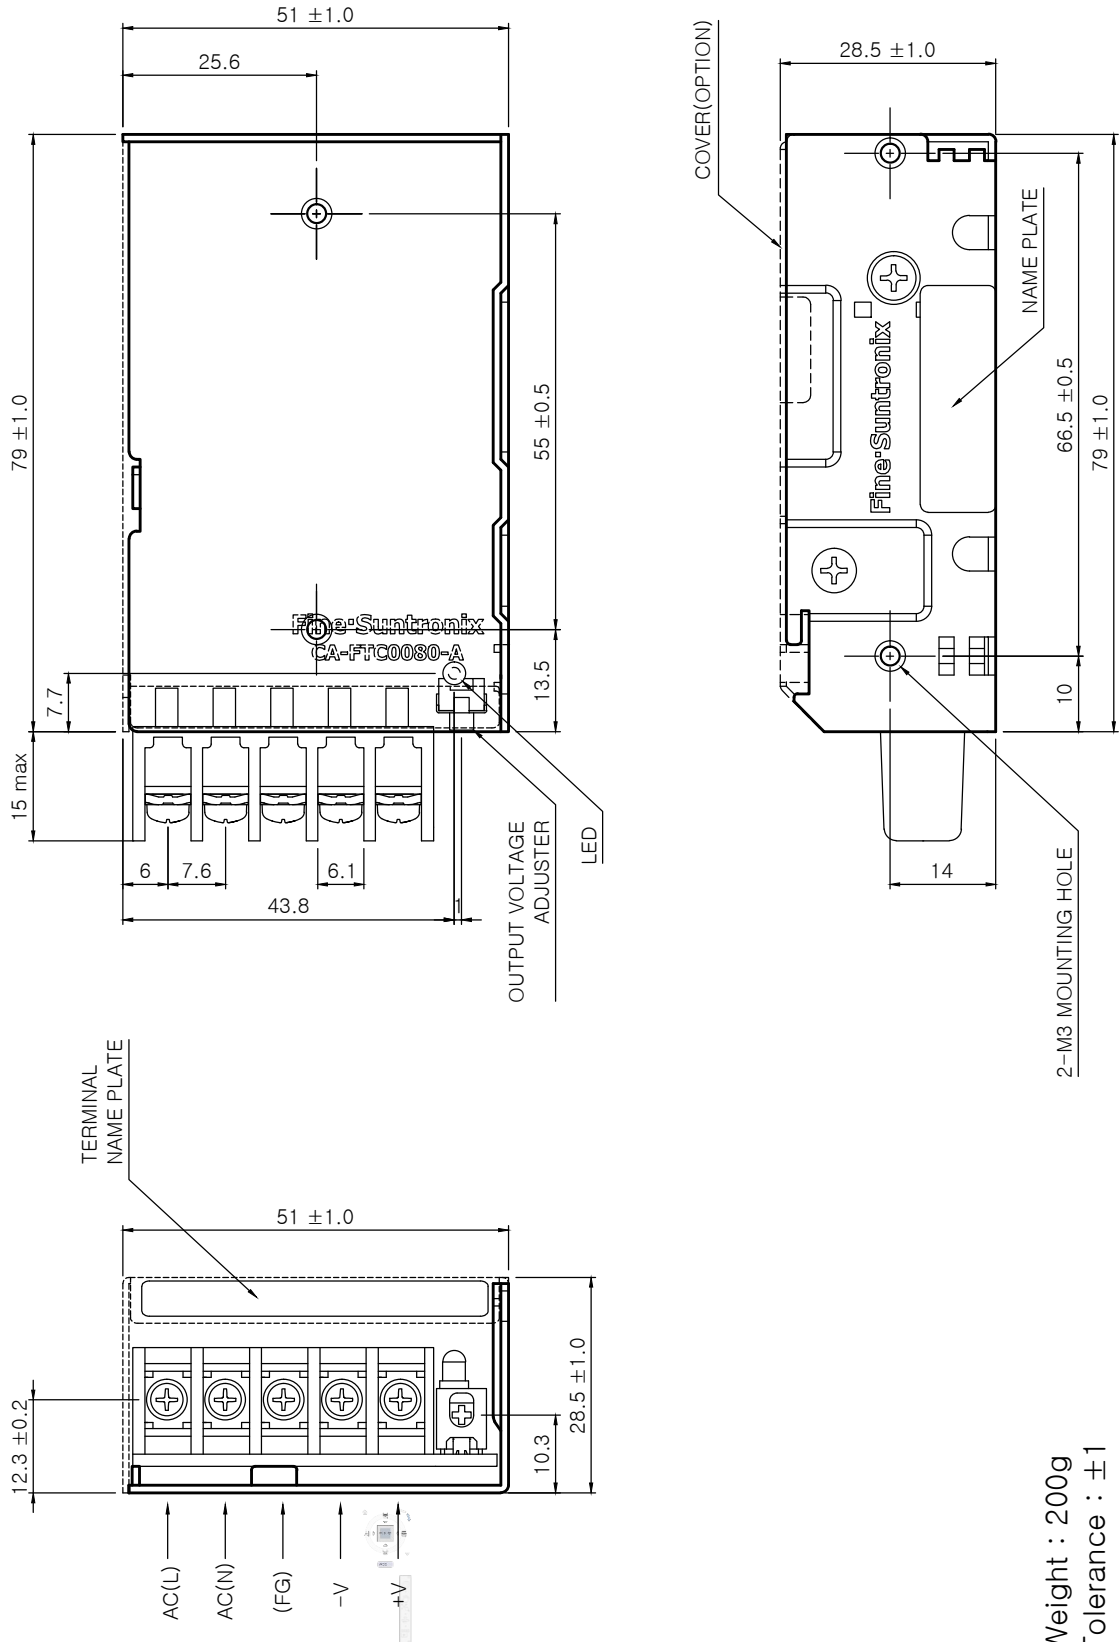 51 ±1.0
25.6
79 ±1.0
55 ±0.5
13.5
7.7
15 max
6
7.6
6.1
43.8
1
Fine·Suntronix
CA-FTC0080-A
OUTPUT VOLTAGE
ADJUSTER
LED
COVER(OPTION)
28.5 ±1.0
NAME PLATE
Fine·Suntronix
66.5 ±0.5
79 ±1.0
10
14
2-M3 MOUNTING HOLE
TERMINAL
NAME PLATE
51 ±1.0
12.3 ±0.2
28.5 ±1.0
10.3
AC(L)
AC(N)
(FG)
-V
+V
Weight : 200g
Tolerance : ±1